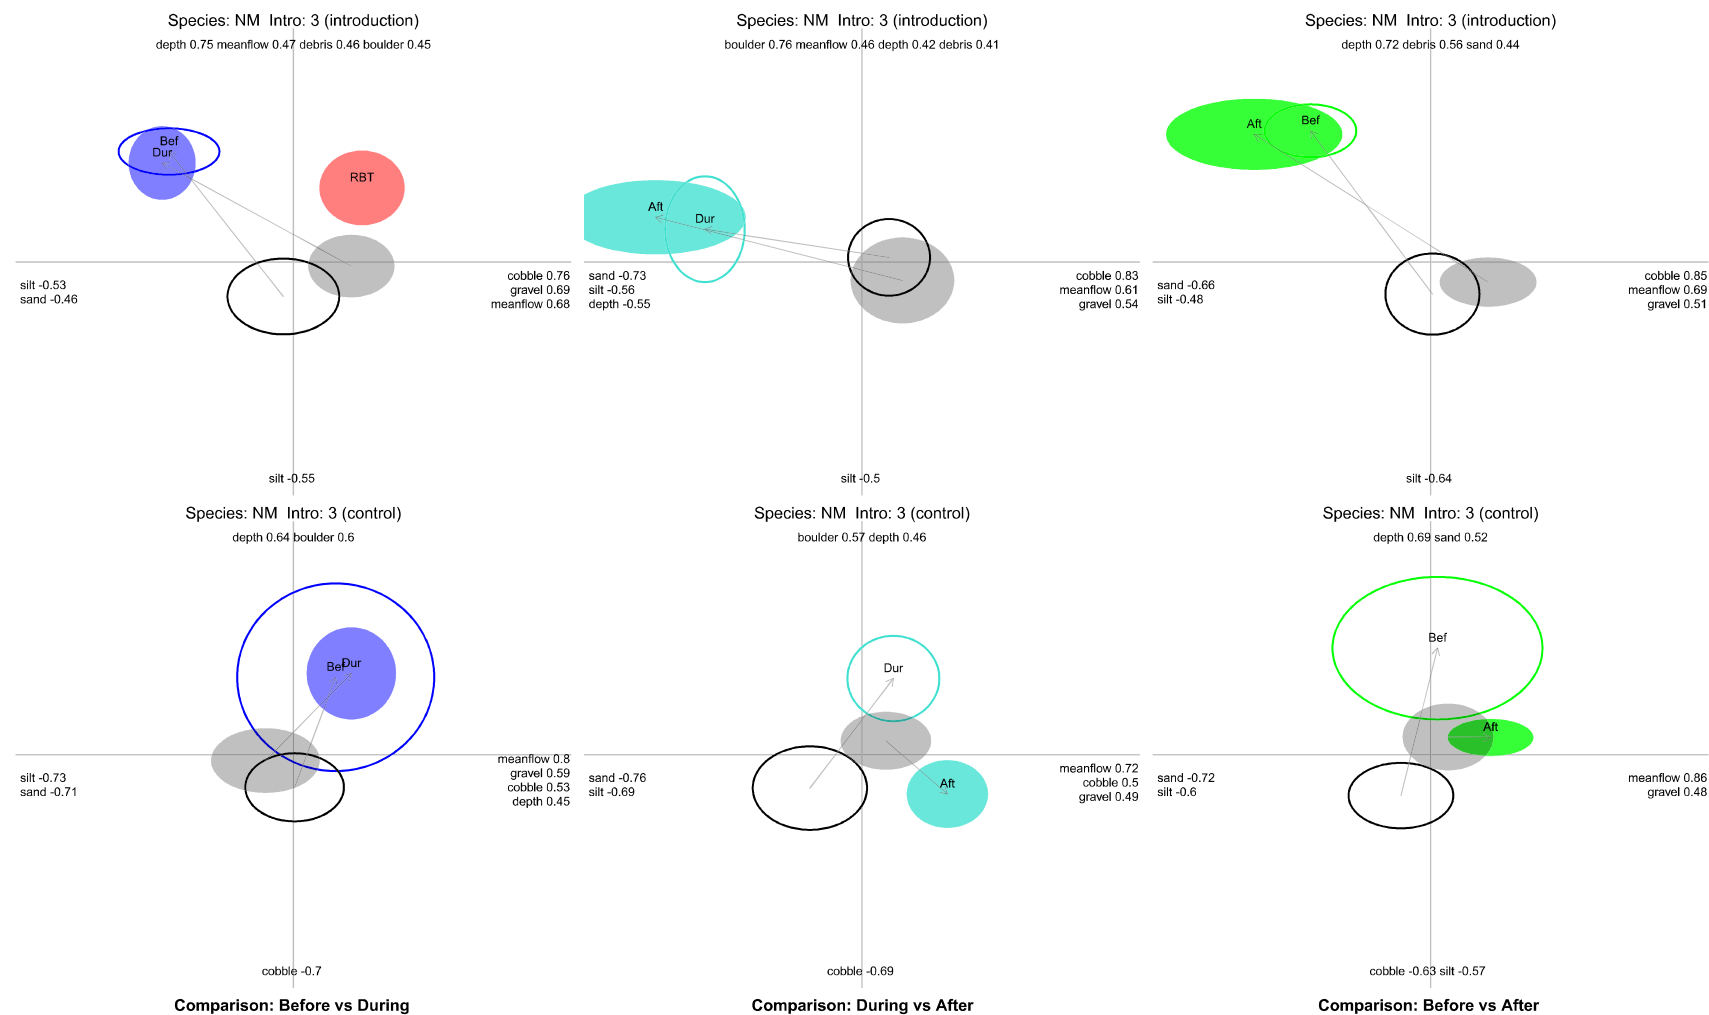 Species: NM  Intro: 3 (introduction)
depth 0.75 meanflow 0.47 debris 0.46 boulder 0.45
Bef
Dur
RBT
silt -0.53
sand -0.46
cobble 0.76
gravel 0.69
meanflow 0.68
silt -0.55
Species: NM  Intro: 3 (introduction)
boulder 0.76 meanflow 0.46 depth 0.42 debris 0.41
Aft
Dur
sand -0.73
silt -0.56
depth -0.55
cobble 0.83
meanflow 0.61
gravel 0.54
silt -0.5
Species: NM  Intro: 3 (introduction)
depth 0.72 debris 0.56 sand 0.44
Aft
Bef
sand -0.66
silt -0.48
cobble 0.85
meanflow 0.69
gravel 0.51
silt -0.64
Species: NM  Intro: 3 (control)
depth 0.64 boulder 0.6
Bef
Dur
silt -0.73
sand -0.71
meanflow 0.8
gravel 0.59
cobble 0.53
depth 0.45
cobble -0.7
Comparison: Before vs During
Species: NM  Intro: 3 (control)
boulder 0.57 depth 0.46
Dur
Aft
sand -0.76
silt -0.69
meanflow 0.72
cobble 0.5
gravel 0.49
cobble -0.69
Comparison: During vs After
Species: NM  Intro: 3 (control)
depth 0.69 sand 0.52
Bef
Aft
sand -0.72
silt -0.6
meanflow 0.86
gravel 0.48
cobble -0.63 silt -0.57
Comparison: Before vs After